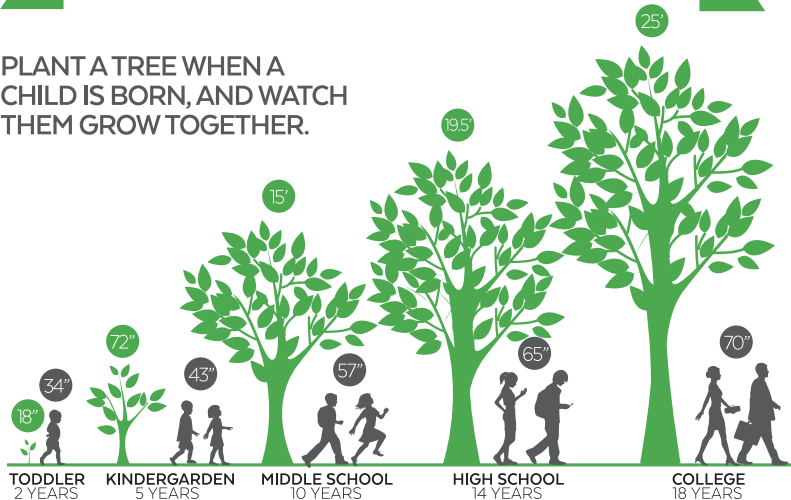 PLANT A TREE WHEN A
CHILD IS BORN, AND WATCH
THEM GROW TOGETHER.
18”
34”
72”
43”
15’
57”
19.5’
65”
25’
70”
TODDLER
2 YEARS
KINDERGARDEN
5 YEARS
MIDDLE SCHOOL
10 YEARS
HIGH SCHOOL
14 YEARS
COLLEGE
18 YEARS